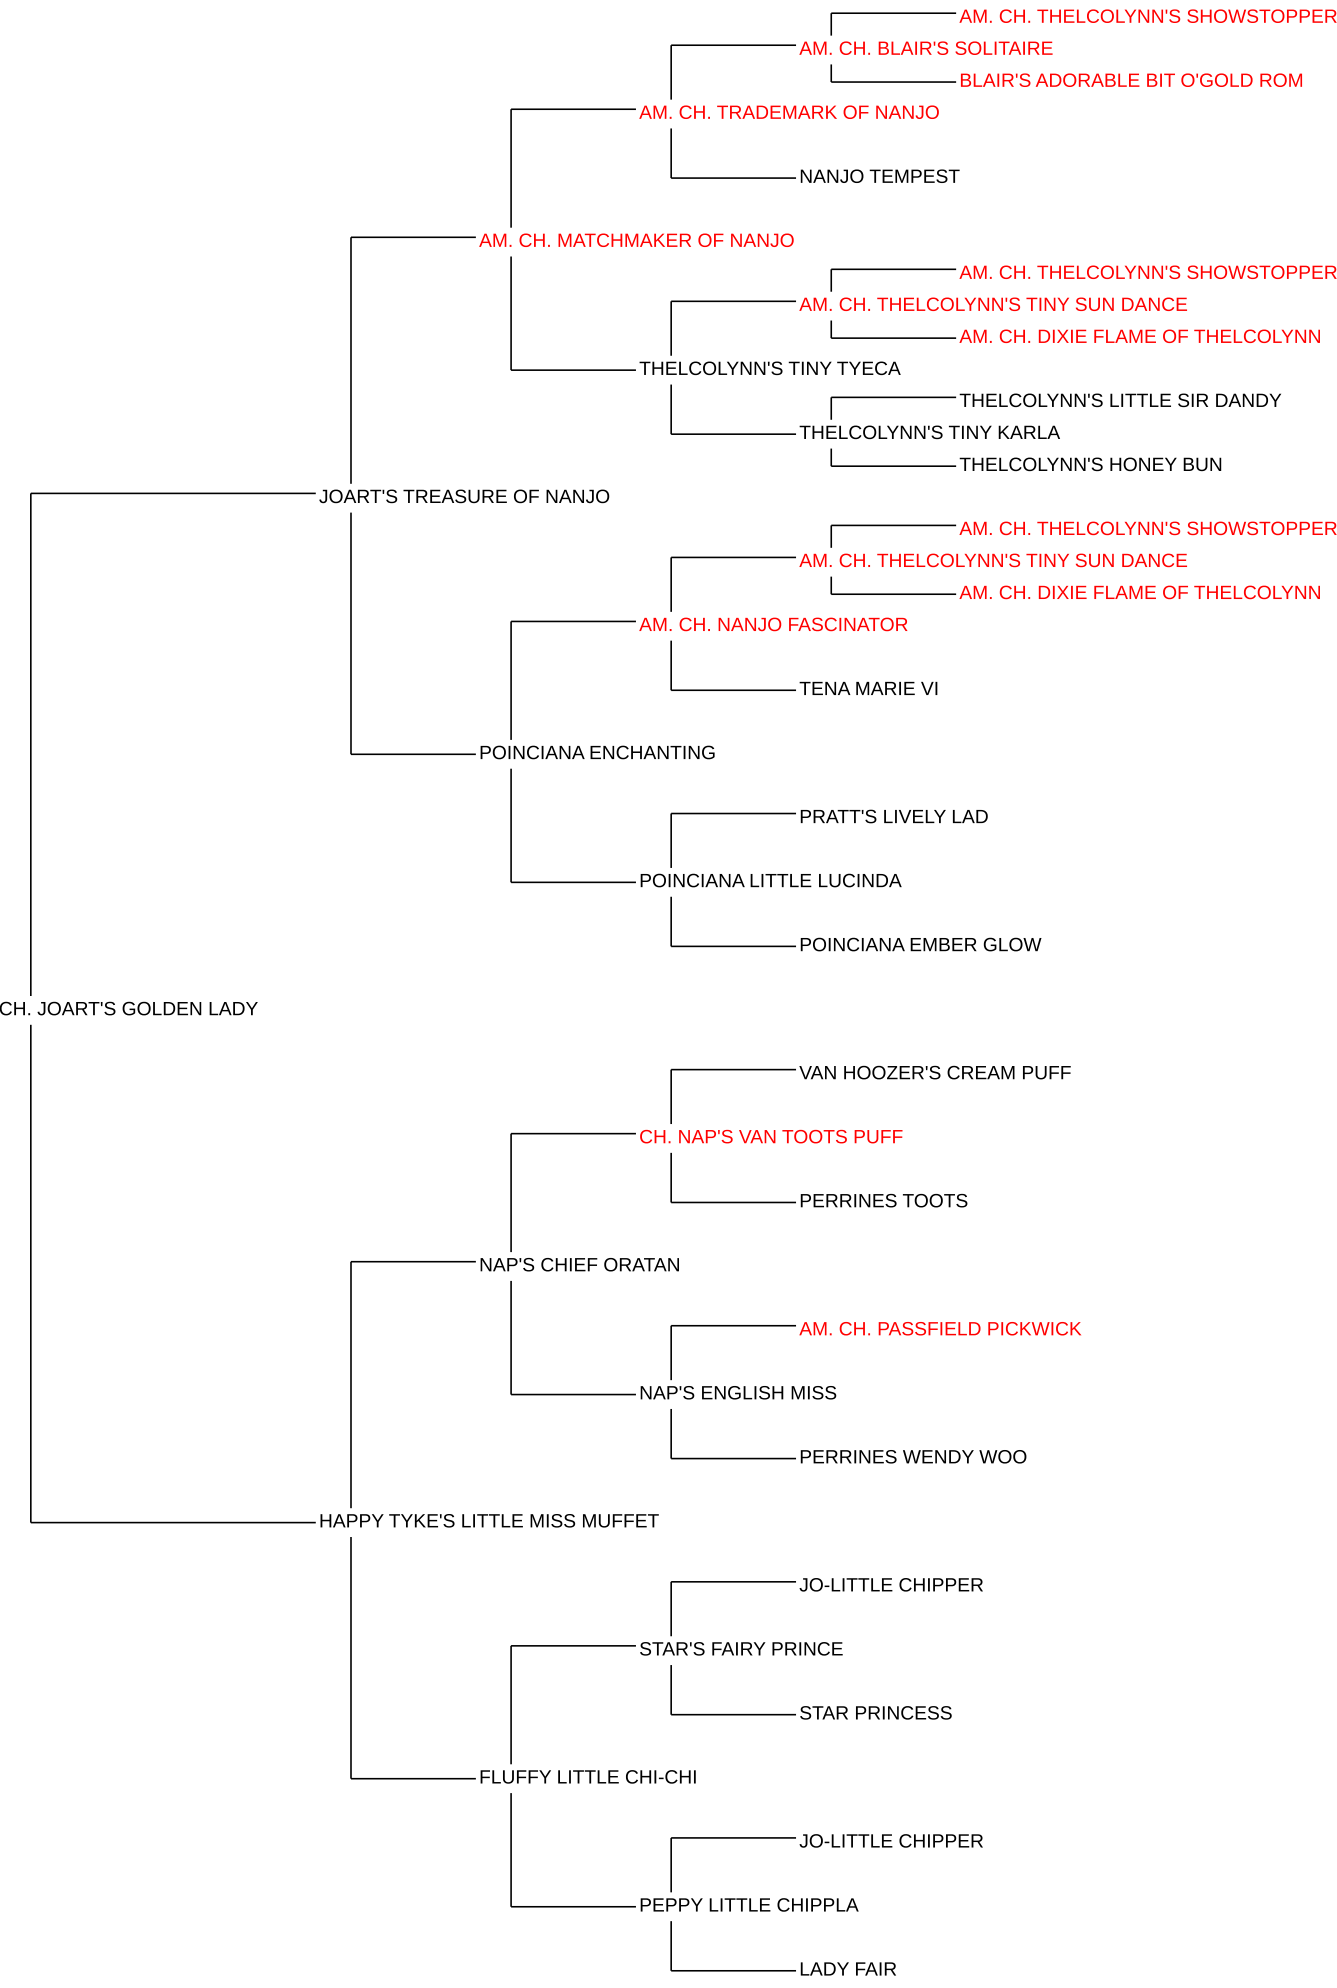 AM. CH. THELCOLYNN'S SHOWSTOPPER
AM. CH. BLAIR'S SOLITAIRE
BLAIR'S ADORABLE BIT O'GOLD ROM
AM. CH. TRADEMARK OF NANJO
NANJO TEMPEST
AM. CH. MATCHMAKER OF NANJO
AM. CH. THELCOLYNN'S SHOWSTOPPER
AM. CH. THELCOLYNN'S TINY SUN DANCE
AM. CH. DIXIE FLAME OF THELCOLYNN
THELCOLYNN'S TINY TYECA
THELCOLYNN'S LITTLE SIR DANDY
THELCOLYNN'S TINY KARLA
THELCOLYNN'S HONEY BUN
JOART'S TREASURE OF NANJO
AM. CH. THELCOLYNN'S SHOWSTOPPER
AM. CH. THELCOLYNN'S TINY SUN DANCE
AM. CH. DIXIE FLAME OF THELCOLYNN
AM. CH. NANJO FASCINATOR
TENA MARIE VI
POINCIANA ENCHANTING
PRATT'S LIVELY LAD
POINCIANA LITTLE LUCINDA
POINCIANA EMBER GLOW
CH. JOART'S GOLDEN LADY
VAN HOOZER'S CREAM PUFF
CH. NAP'S VAN TOOTS PUFF
PERRINES TOOTS
NAP'S CHIEF ORATAN
AM. CH. PASSFIELD PICKWICK
NAP'S ENGLISH MISS
PERRINES WENDY WOO
HAPPY TYKE'S LITTLE MISS MUFFET
JO-LITTLE CHIPPER
STAR'S FAIRY PRINCE
STAR PRINCESS
FLUFFY LITTLE CHI-CHI
JO-LITTLE CHIPPER
PEPPY LITTLE CHIPPLA
LADY FAIR